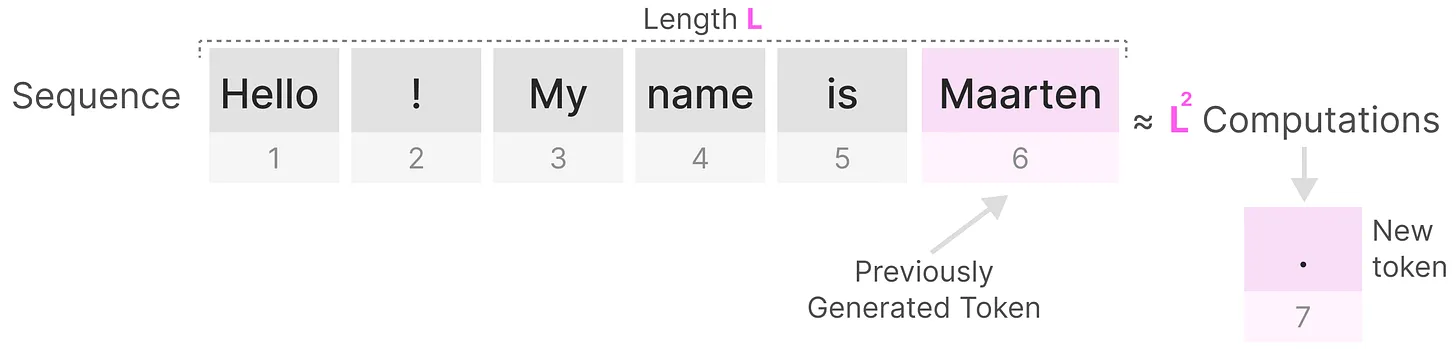 Length L
Sequence
Hello ! My name is Maarten
1 2 3 4 5 6
≈ L² Computations
Previously
Generated Token
.
7
New
token